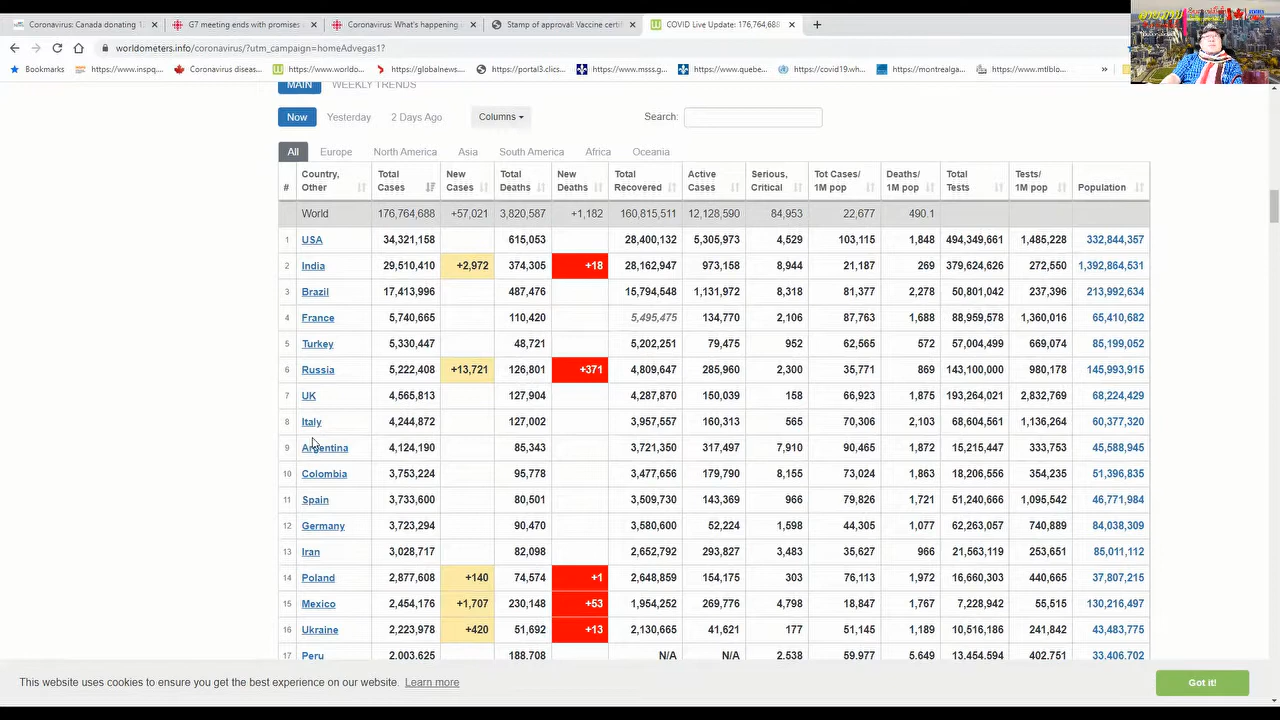 Coronavirus: Canada donating 1
G7 meeting ends with promises
Coronavirus: What's happening
Stamp of approval: Vaccine certi
COVID Live Update: 176,764,688
worldometers.info/coronavirus/?utm_campaign=homeAdvegas1?
Bookmarks https://www.inspq... Coronavirus diseas... https://www.worldo... https://globalnews... https://portal3.clics... https://www.msss.g... https://www.quebe... https://covid19.wh... https://montrealga... https://www.mtlblo... »
MAIN WEEKLY TRENDS
Now Yesterday 2 Days Ago Columns Search:
All Europe North America Asia South America Africa Oceania
# Country, Other Total Cases New Cases Total Deaths New Deaths Total Recovered Active Cases Serious, Critical Tot Cases/ 1M pop Deaths/ 1M pop Total Tests Tests/ 1M pop Population
World 176,764,688 +57,021 3,820,587 +1,182 160,815,511 12,128,590 84,953 22,677 490.1
1 USA 34,321,158 615,053 28,400,132 5,305,973 4,529 103,115 1,848 494,349,661 1,485,228 332,844,357
2 India 29,510,410 +2,972 374,305 +18 28,162,947 973,158 8,944 21,187 269 379,624,626 272,550 1,392,864,531
3 Brazil 17,413,996 487,476 15,794,548 1,131,972 8,318 81,377 2,278 50,801,042 237,396 213,992,634
4 France 5,740,665 110,420 5,495,475 134,770 2,106 87,763 1,688 88,959,578 1,360,016 65,410,682
5 Turkey 5,330,447 48,721 5,202,251 79,475 952 62,565 572 57,004,499 669,074 85,199,052
6 Russia 5,222,408 +13,721 126,801 +371 4,809,647 285,960 2,300 35,771 869 143,100,000 980,178 145,993,915
7 UK 4,565,813 127,904 4,287,870 150,039 158 66,923 1,875 193,264,021 2,832,769 68,224,429
8 Italy 4,244,872 127,002 3,957,557 160,313 565 70,306 2,103 68,604,561 1,136,264 60,377,320
9 Argentina 4,124,190 85,343 3,721,350 317,497 7,910 90,465 1,872 15,215,447 333,753 45,588,945
10 Colombia 3,753,224 95,778 3,477,656 179,790 8,155 73,024 1,863 18,206,556 354,235 51,396,835
11 Spain 3,733,600 80,501 3,509,730 143,369 966 79,826 1,721 51,240,666 1,095,542 46,771,984
12 Germany 3,723,294 90,470 3,580,600 52,224 1,598 44,305 1,077 62,263,057 740,889 84,038,309
13 Iran 3,028,717 82,098 2,652,792 293,827 3,483 35,627 966 21,563,119 253,651 85,011,112
14 Poland 2,877,608 +140 74,574 +1 2,648,859 154,175 303 76,113 1,972 16,660,303 440,665 37,807,215
15 Mexico 2,454,176 +1,707 230,148 +53 1,954,252 269,776 4,798 18,847 1,767 7,228,942 55,515 130,216,497
16 Ukraine 2,223,978 +420 51,692 +13 2,130,665 41,621 177 51,145 1,189 10,516,186 241,842 43,483,775
17 Peru 2,003,625 188,708 N/A N/A 2,538 59,977 5,649 13,454,594 402,751 33,406,702
This website uses cookies to ensure you get the best experience on our website. Learn more Got it!